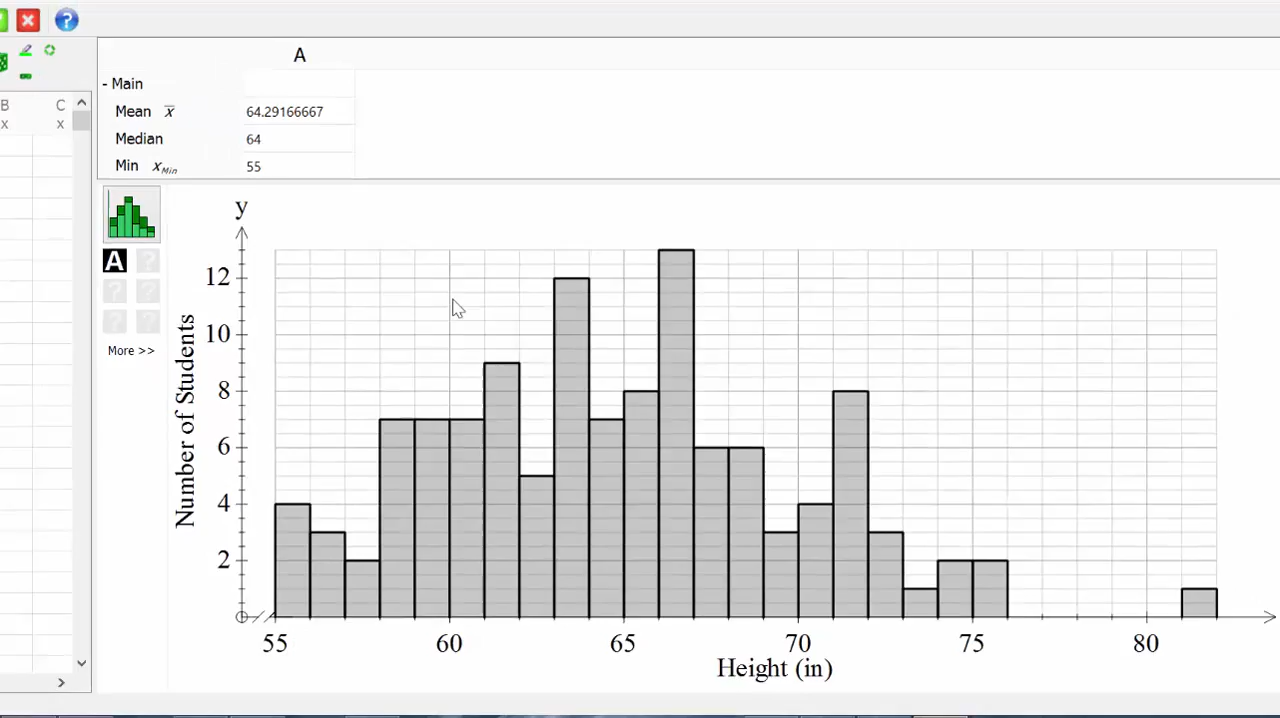 A
B C
x x
- Main
Mean x̅
64.29166667
Median
64
Min xMin
55
y
A
? ? ? ? ?
More >>
12
10
8
6
4
2
Number of Students
55 60 65 70 75 80
Height (in)